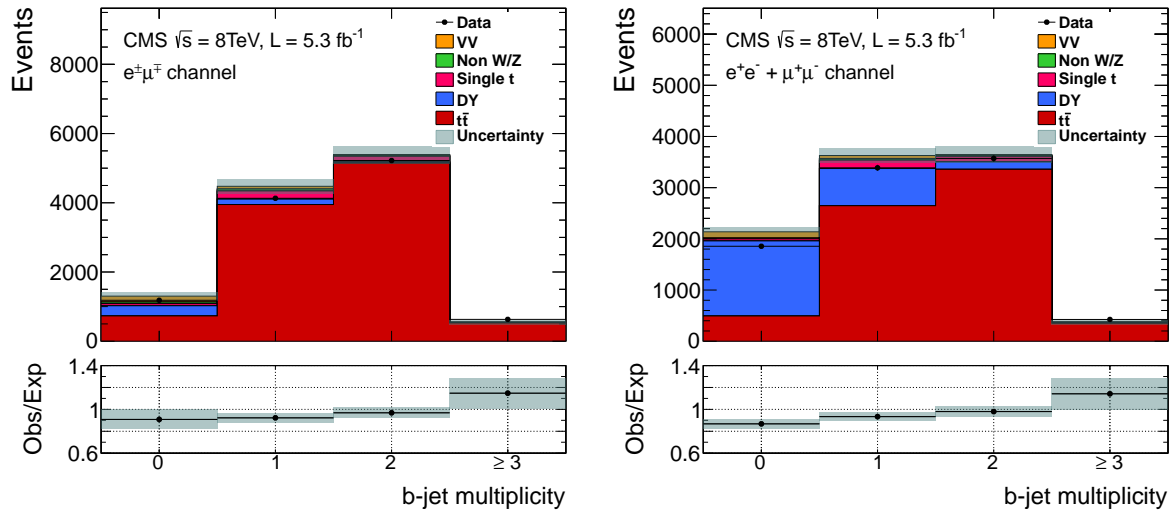 Events
8000
6000
4000
2000
0
CMS √s = 8TeV, L = 5.3 fb⁻¹
e±μ∓ channel
Data
VV
Non W/Z
Single t
DY
tt̄
Uncertainty
Obs/Exp
1.4
1
0.6
0 1 2 ≥ 3
b-jet multiplicity
Events
6000
5000
4000
3000
2000
1000
0
CMS √s = 8TeV, L = 5.3 fb⁻¹
e⁺e⁻ + μ⁺μ⁻ channel
Data
VV
Non W/Z
Single t
DY
tt̄
Uncertainty
Obs/Exp
1.4
1
0.6
0 1 2 ≥ 3
b-jet multiplicity